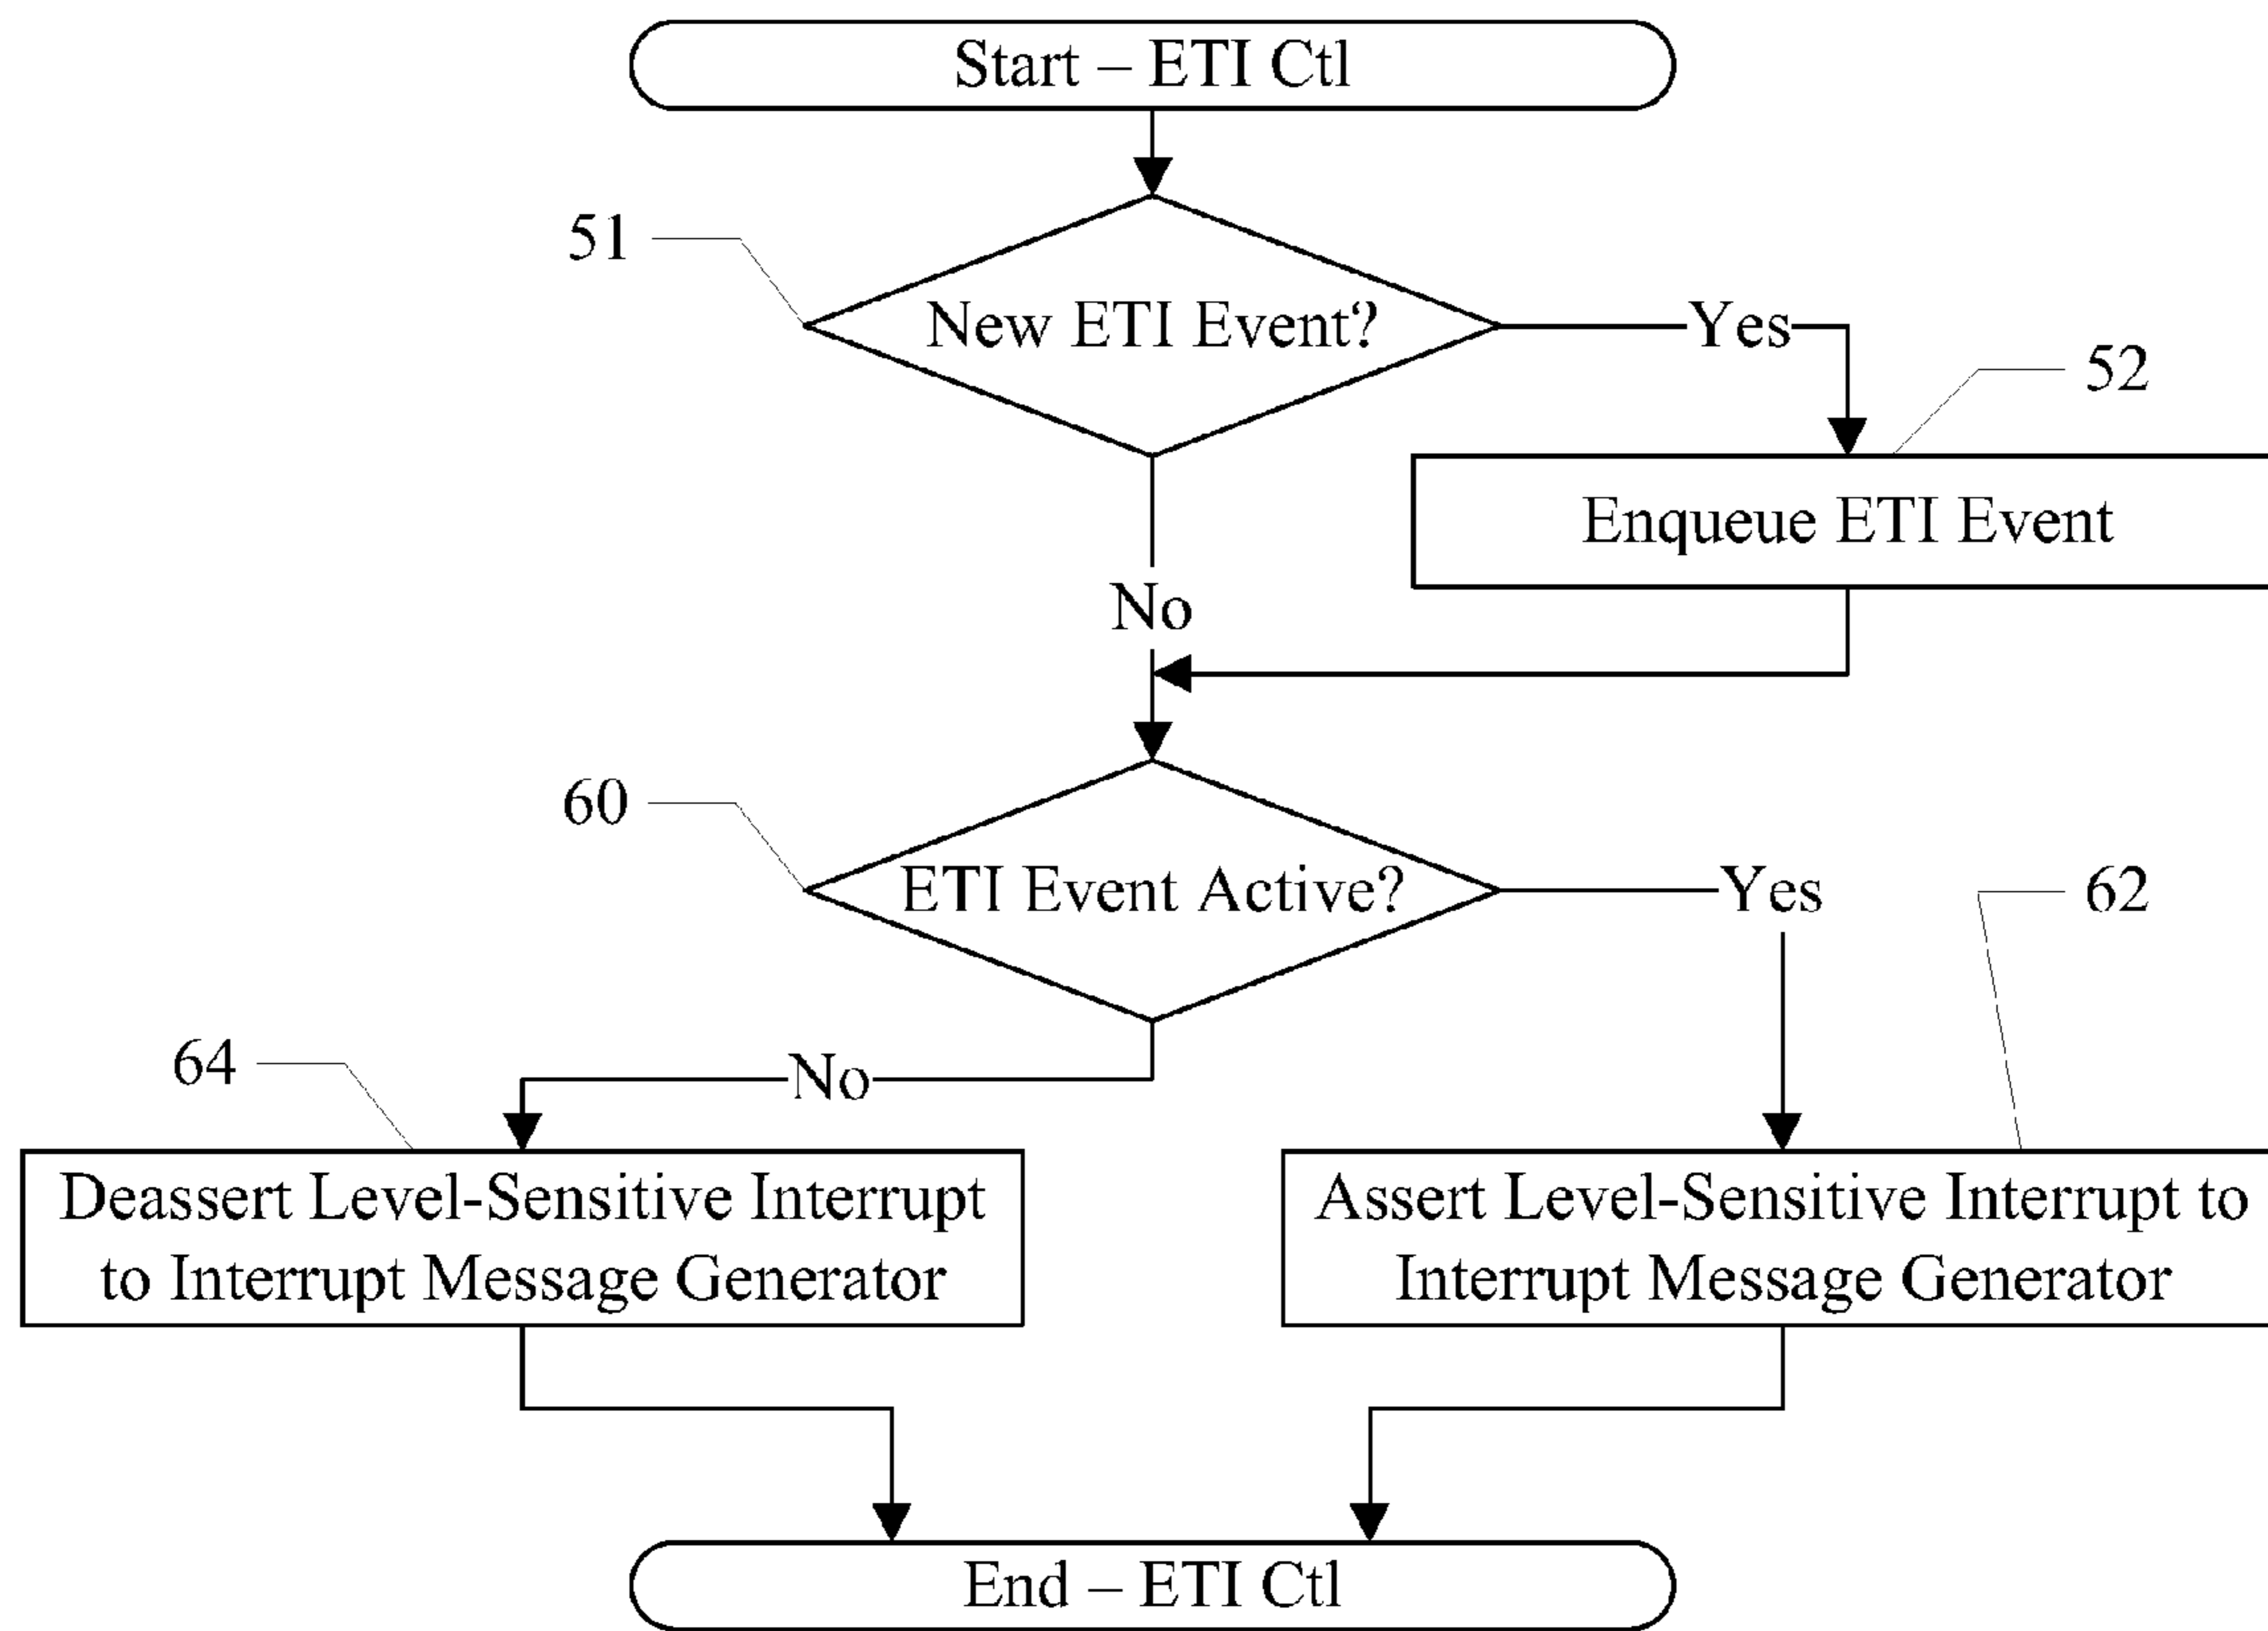 Start – ETI Ctl
51
New ETI Event?
Yes
52
Enqueue ETI Event
No
60
ETI Event Active?
Yes
62
64
No
Deassert Level-Sensitive Interrupt
to Interrupt Message Generator
Assert Level-Sensitive Interrupt to
Interrupt Message Generator
End – ETI Ctl